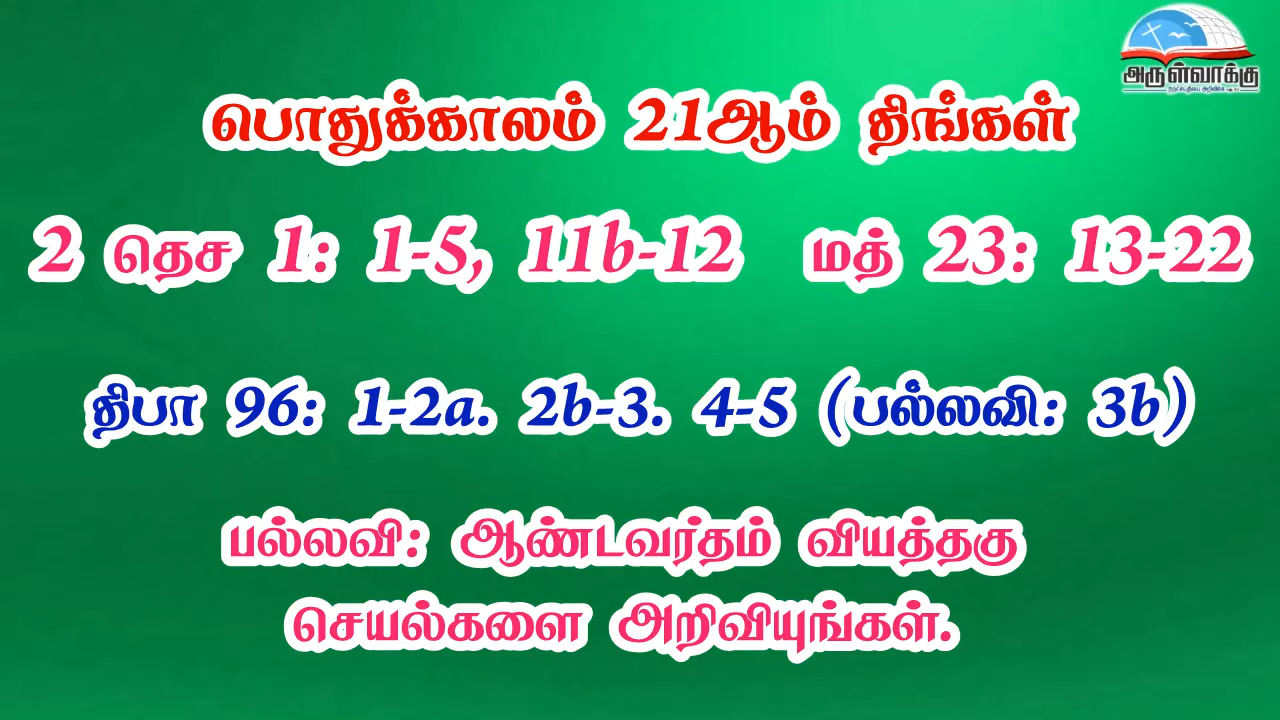 அருள்வாக்கு
பொதுக்காலம் 21ஆம் திங்கள்
2 தெச 1: 1-5, 11b-12 மத் 23: 13-22
திபா 96: 1-2a. 2b-3. 4-5 (பல்லவி: 3b)
பல்லவி: ஆண்டவர்தம் வியத்தகு
செயல்களை அறிவியுங்கள்.